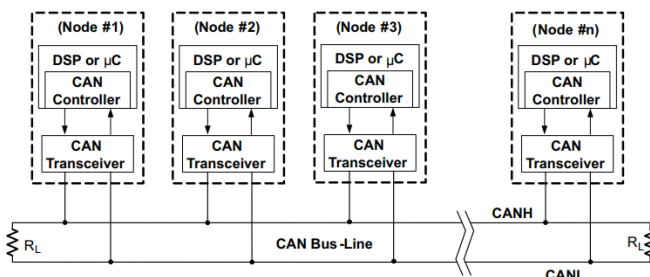 (Node #1) (Node #2) (Node #3) (Node #n)
DSP or μC DSP or μC DSP or μC DSP or μC
CAN CAN CAN CAN
Controller Controller Controller Controller
CAN CAN CAN CAN
Transceiver Transceiver Transceiver Transceiver
CANH
RL CAN Bus-Line RL
CANL